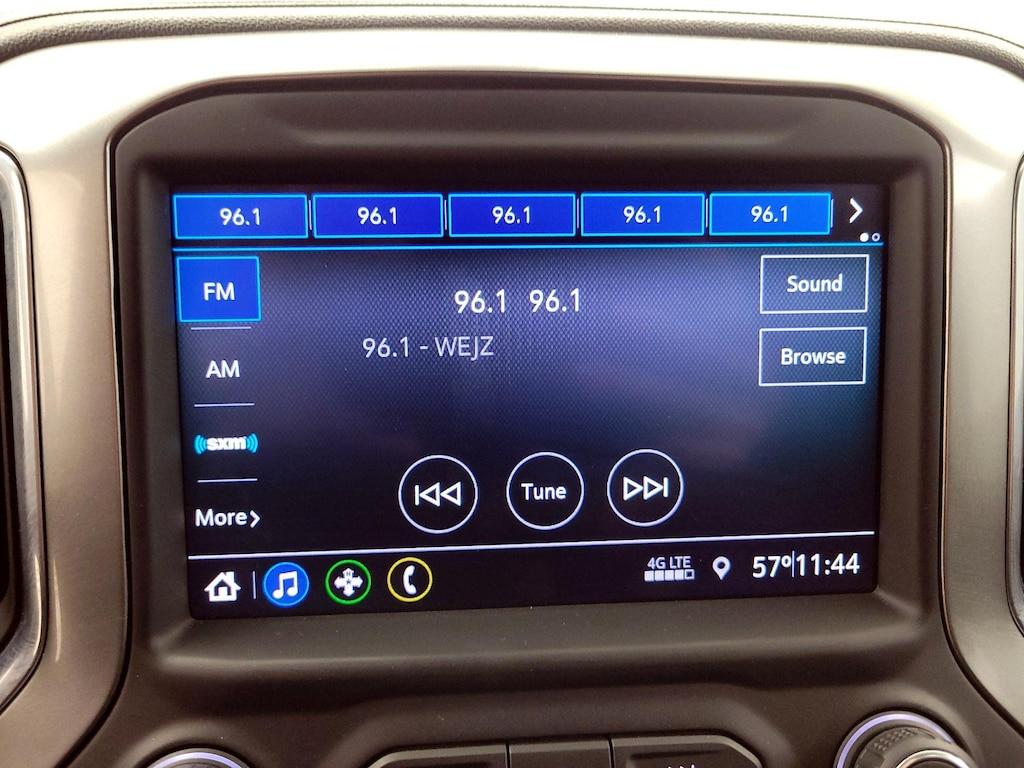 96.1 96.1 96.1 96.1 96.1
FM
96.1 96.1
Sound
96.1 - WEJZ
Browse
AM
sxm
Tune
More
4G LTE
57° 11:44